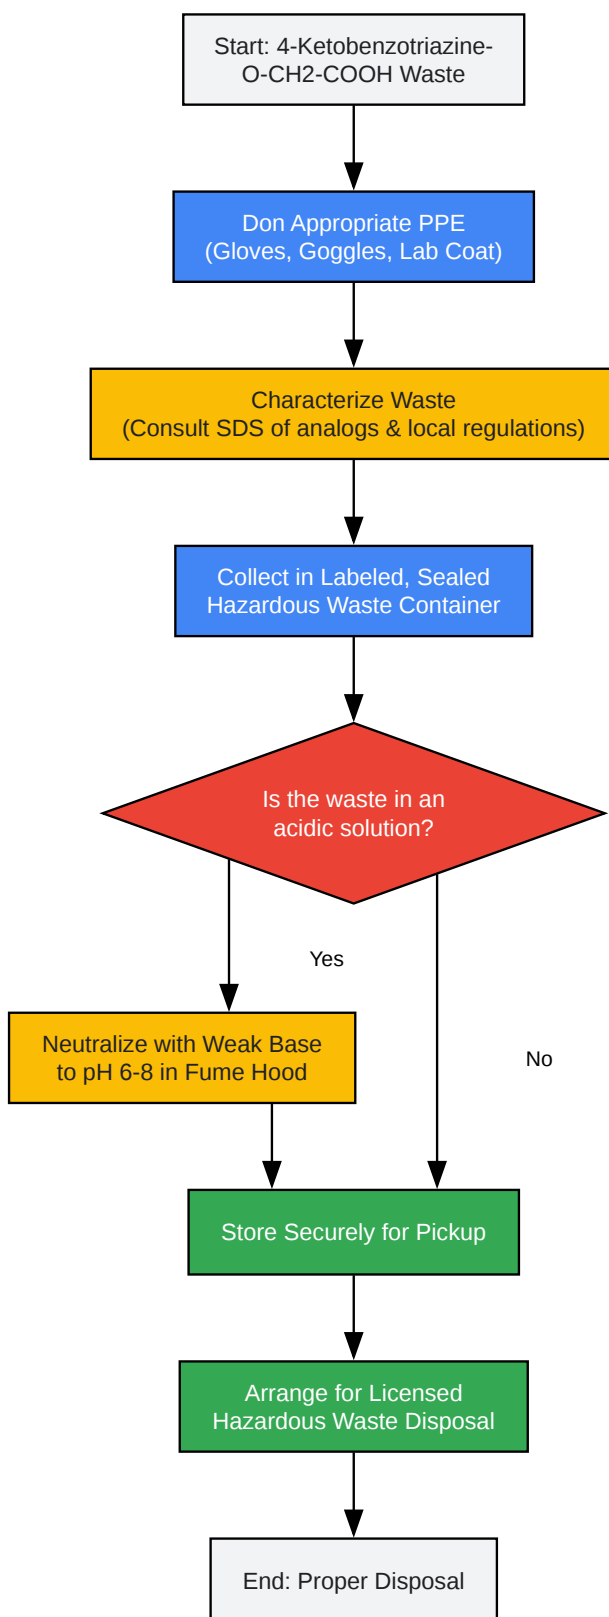 Start: 4-Ketobenzotriazine-
O-CH2-COOH Waste
Don Appropriate PPE
(Gloves, Goggles, Lab Coat)
Characterize Waste
(Consult SDS of analogs & local regulations)
Collect in Labeled, Sealed
Hazardous Waste Container
Is the waste in an
acidic solution?
Yes
Neutralize with Weak Base
to pH 6-8 in Fume Hood
No
Store Securely for Pickup
Arrange for Licensed
Hazardous Waste Disposal
End: Proper Disposal